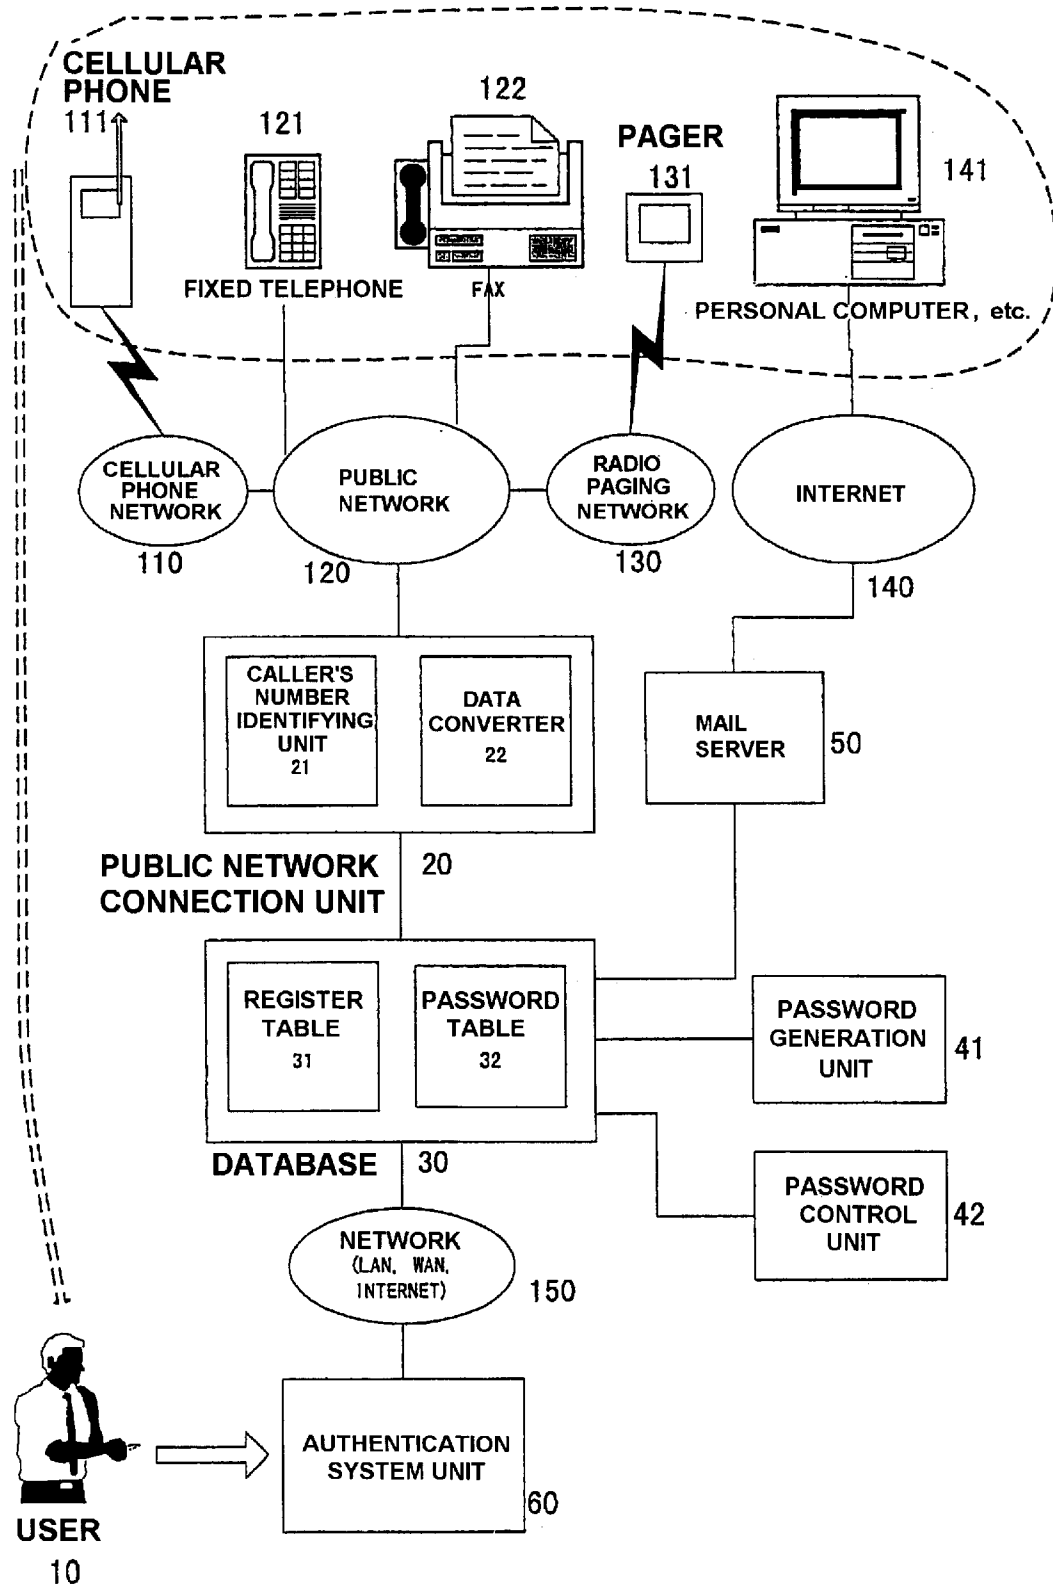 CELLULAR
PHONE
111
121
122
PAGER
131
141
FIXED TELEPHONE
FAX
PERSONAL COMPUTER, etc.
CELLULAR
PHONE
NETWORK
110
PUBLIC
NETWORK
120
RADIO
PAGING
NETWORK
130
INTERNET
140
CALLER'S
NUMBER
IDENTIFYING
UNIT
21
DATA
CONVERTER
22
MAIL
SERVER
50
PUBLIC NETWORK
CONNECTION UNIT
20
REGISTER
TABLE
31
PASSWORD
TABLE
32
PASSWORD
GENERATION
UNIT
41
DATABASE
30
PASSWORD
CONTROL
UNIT
42
NETWORK
(LAN, WAN,
INTERNET)
150
AUTHENTICATION
SYSTEM UNIT
60
USER
10